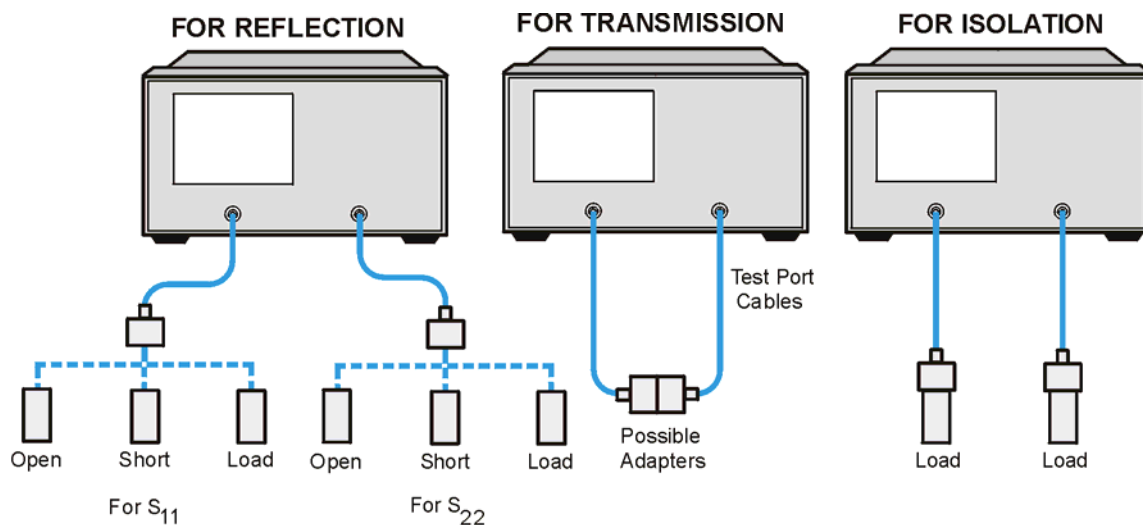 FOR REFLECTION
FOR TRANSMISSION
FOR ISOLATION
Test Port
Cables
Open
Short
Load
Open
Short
Load
Possible
Adapters
Load
Load
For S11
For S22